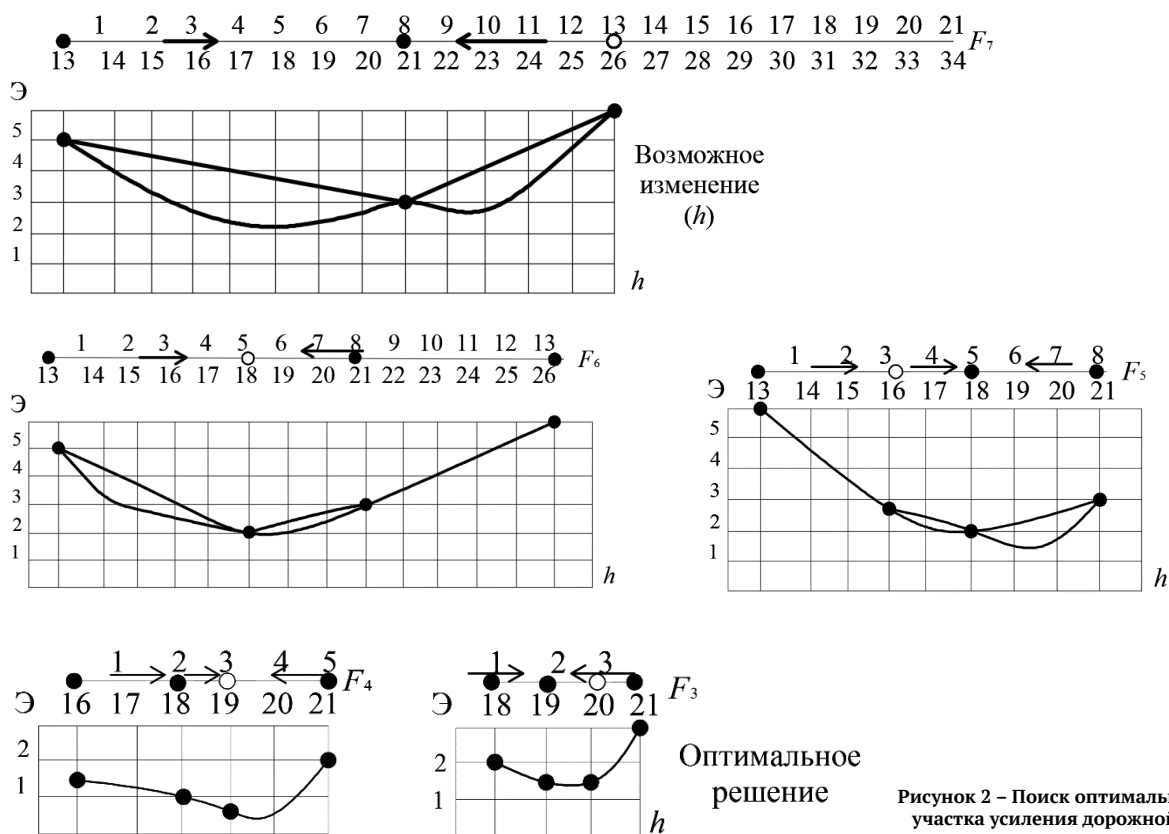 1 2 3 4 5 6 7 8 9 10 11 12 13 14 15 16 17 18 19 20 21
F₇
13 14 15 16 17 18 19 20 21 22 23 24 25 26 27 28 29 30 31 32 33 34
Э
5
4
3
2
1
Возможное
изменение
(h)
h
1 2 3 4 5 6 7 8 9 10 11 12 13
F₆
13 14 15 16 17 18 19 20 21 22 23 24 25 26
Э
5
4
3
2
1
h
1 2 3 4 5 6 7 8
F₅
13 14 15 16 18 19 20 21
Э
5
4
3
2
1
h
1 2 3 4 5
F₄
16 17 18 19 20 21
Э
2
1
1 2 3
F₃
18 19 20 21
Э
2
1
h
Оптимальное
решение
Рисунок 2 – Поиск
участка усиления дорожной